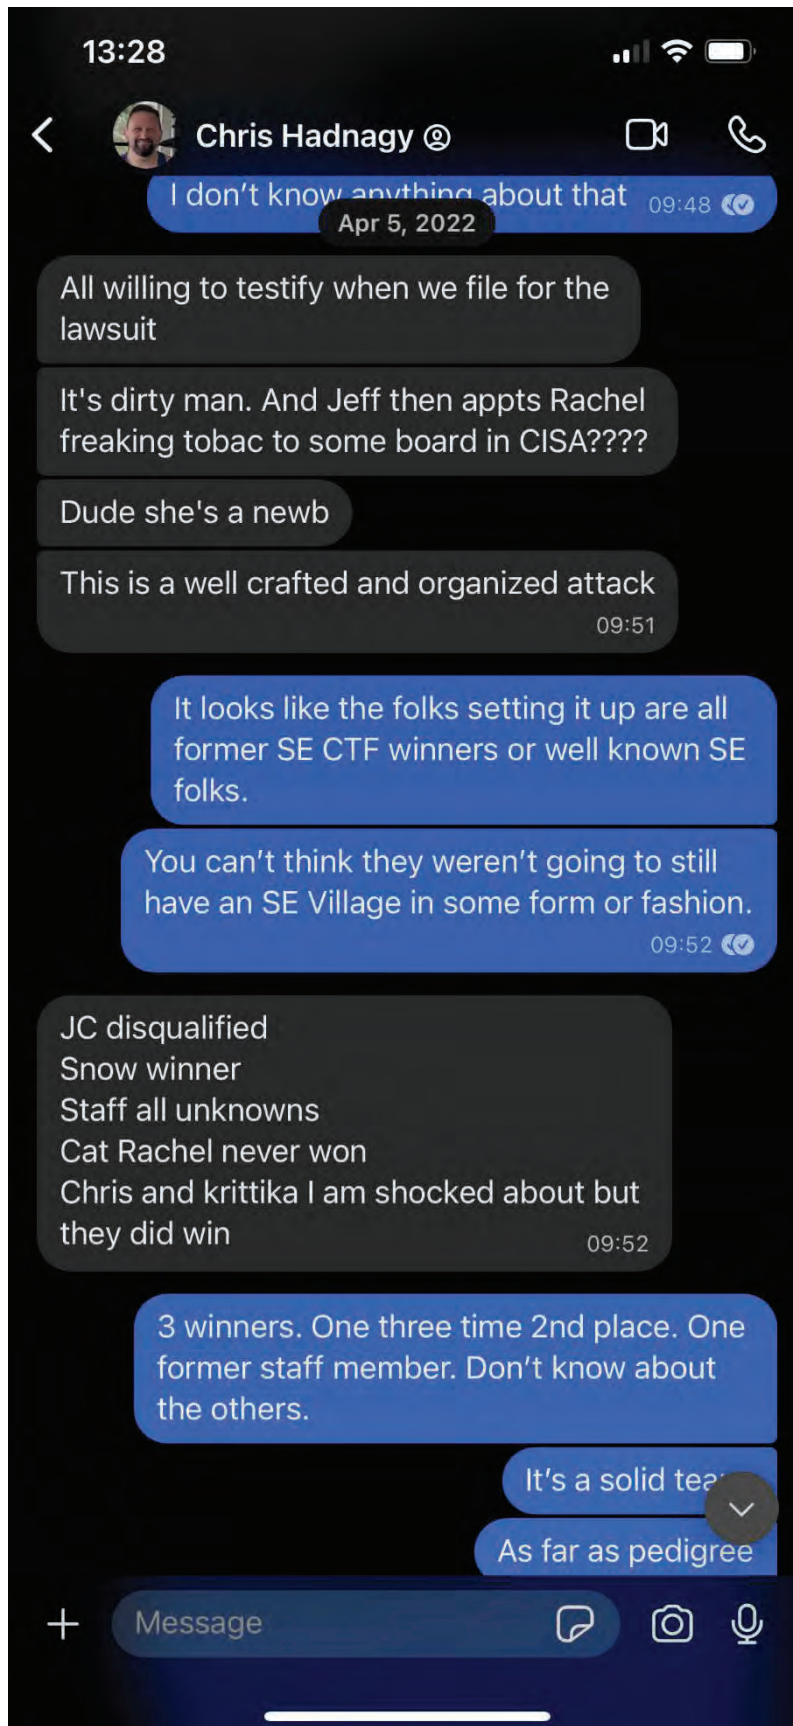 13:28
Chris Hadnagy
I don't know anything about that 09:48
Apr 5, 2022
All willing to testify when we file for the
lawsuit
It's dirty man. And Jeff then appts Rachel
freaking tobac to some board in CISA????
Dude she's a newb
This is a well crafted and organized attack
09:51
It looks like the folks setting it up are all
former SE CTF winners or well known SE
folks.
You can't think they weren't going to still
have an SE Village in some form or fashion.
09:52
JC disqualified
Snow winner
Staff all unknowns
Cat Rachel never won
Chris and krittika I am shocked about but
they did win
09:52
3 winners. One three time 2nd place. One
former staff member. Don't know about
the others.
It's a solid
As far as pedigree
Message